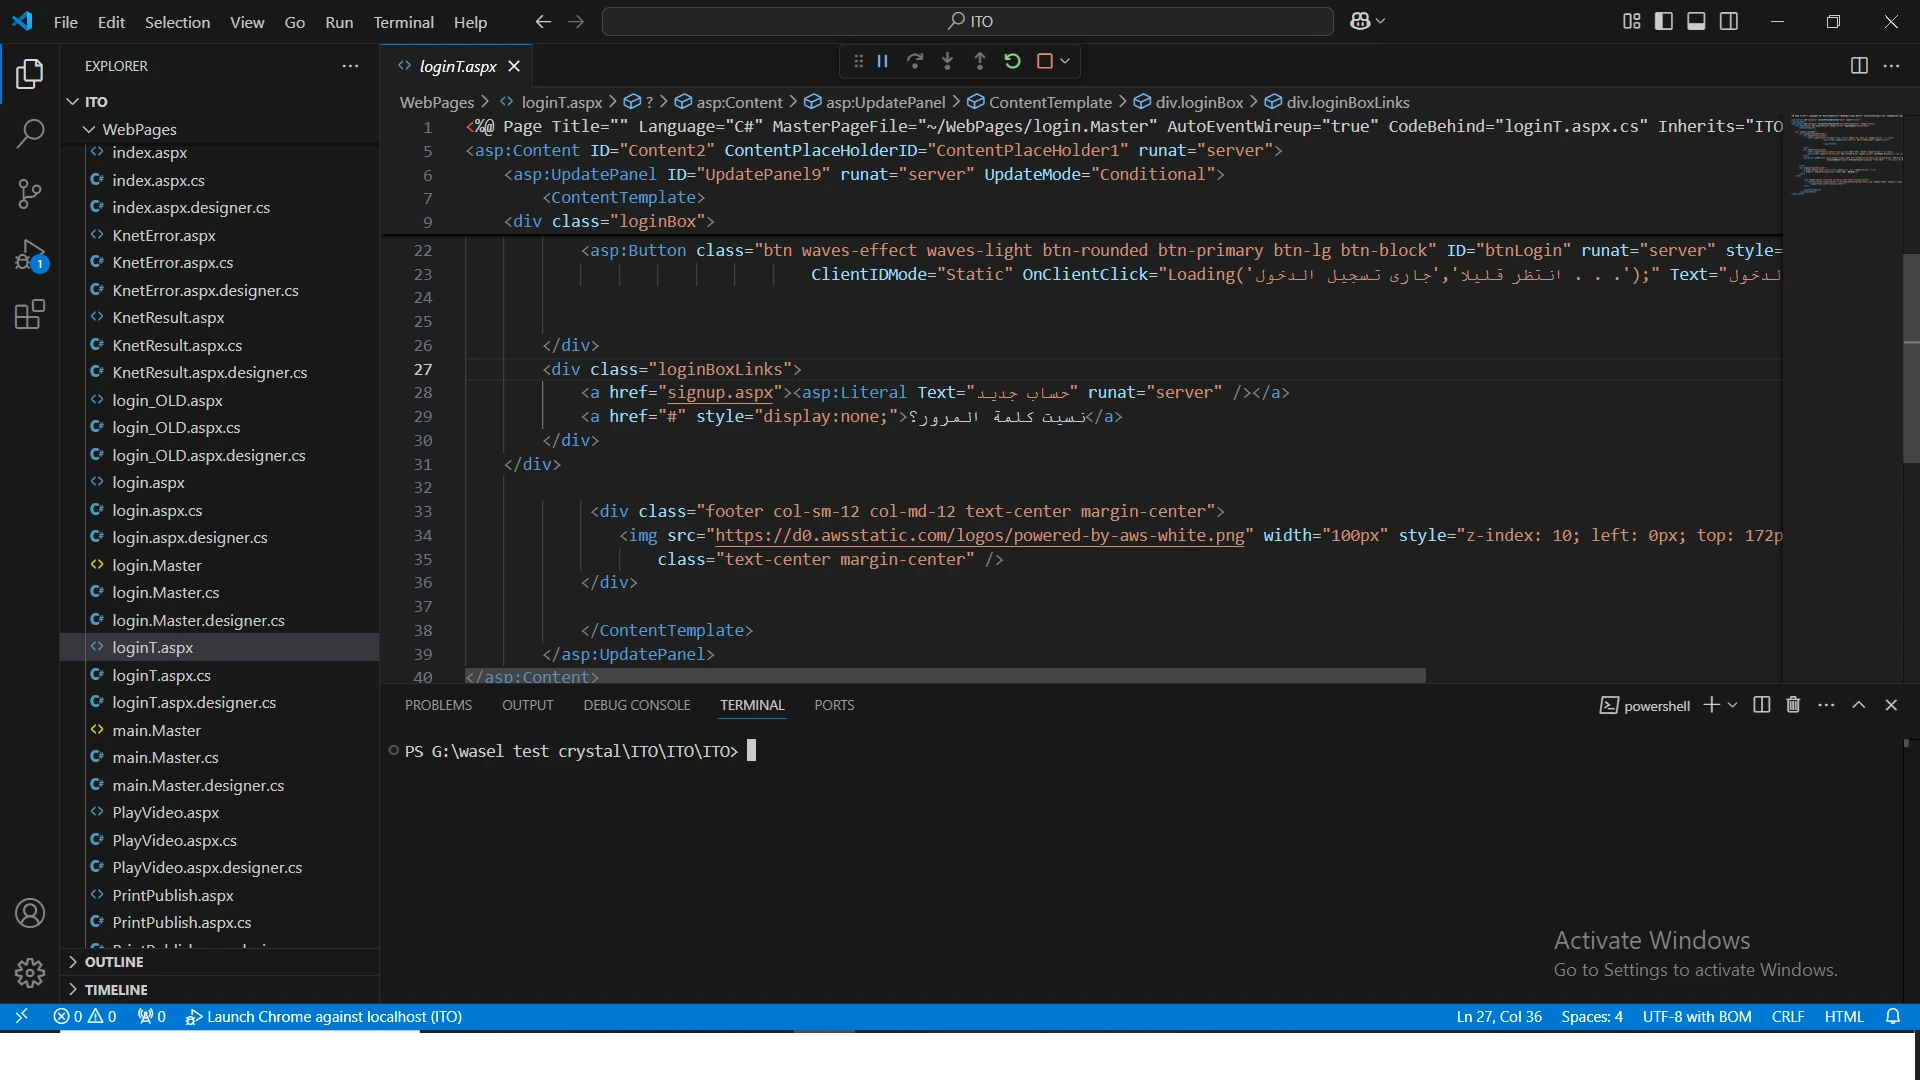 File Edit Selection View Go Run Terminal Help
ITO
EXPLORER
ITO
WebPages
index.aspx
index.aspx.cs
index.aspx.designer.cs
KnetError.aspx
KnetError.aspx.cs
KnetError.aspx.designer.cs
KnetResult.aspx
KnetResult.aspx.cs
KnetResult.aspx.designer.cs
login_OLD.aspx
login_OLD.aspx.cs
login_OLD.aspx.designer.cs
login.aspx
login.aspx.cs
login.aspx.designer.cs
login.Master
login.Master.cs
login.Master.designer.cs
loginT.aspx
loginT.aspx.cs
loginT.aspx.designer.cs
main.Master
main.Master.cs
main.Master.designer.cs
PlayVideo.aspx
PlayVideo.aspx.cs
PlayVideo.aspx.designer.cs
PrintPublish.aspx
PrintPublish.aspx.cs
OUTLINE
TIMELINE
loginT.aspx
WebPages > loginT.aspx > ? > asp:Content > asp:UpdatePanel > ContentTemplate > div.loginBox > div.loginBoxLinks
1 <%@ Page Title="" Language="C#" MasterPageFile="~/WebPages/login.Master" AutoEventWireup="true" CodeBehind="loginT.aspx.cs" Inherits="ITO
5 <asp:Content ID="Content2" ContentPlaceHolderID="ContentPlaceHolder1" runat="server">
6 <asp:UpdatePanel ID="UpdatePanel9" runat="server" UpdateMode="Conditional">
7 <ContentTemplate>
9 <div class="loginBox">
22 <asp:Button class="btn waves-effect waves-light btn-rounded btn-primary btn-lg btn-block" ID="btnLogin" runat="server" style=
23 ClientIDMode="Static" OnClientClick="Loading('جارى تسجيل الدخول','انتظر قليلا . . .');" Text="الدخول
24
25
26 </div>
27 <div class="loginBoxLinks">
28 <a href="signup.aspx"><asp:Literal Text="حساب جديد" runat="server" /></a>
29 <a href="#" style="display:none;">نسيت كلمة المرور؟</a>
30 </div>
31 </div>
32
33 <div class="footer col-sm-12 col-md-12 text-center margin-center">
34 <img src="https://d0.awsstatic.com/logos/powered-by-aws-white.png" width="100px" style="z-index: 10; left: 0px; top: 172p
35 class="text-center margin-center" />
36 </div>
37
38 </ContentTemplate>
39 </asp:UpdatePanel>
40 </asp:Content>
PROBLEMS OUTPUT DEBUG CONSOLE TERMINAL PORTS
powershell
PS G:\wasel test crystal\ITO\ITO\ITO>
Activate Windows
Go to Settings to activate Windows.
1
0 0 0 Launch Chrome against localhost (ITO)
Ln 27, Col 36 Spaces: 4 UTF-8 with BOM CRLF HTML